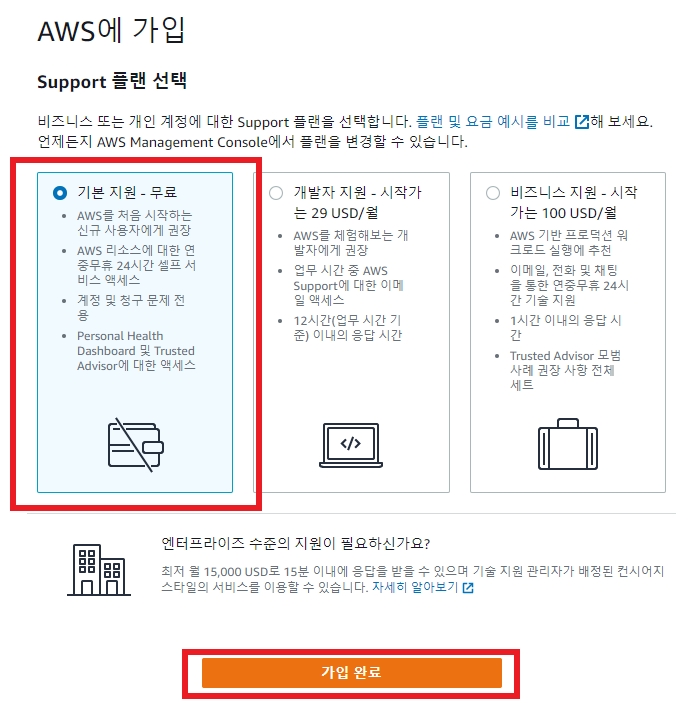 AWS에 가입
Support 플랜 선택
비즈니스 또는 개인 계정에 대한 Support 플랜을 선택합니다. 플랜 및 요금 예시를 비교해 보세요.
언제든지 AWS Management Console에서 플랜을 변경할 수 있습니다.
기본 지원 - 무료
• AWS를 처음 시작하는
신규 사용자에게 권장
• AWS 리소스에 대한 연
중무휴 24시간 셀프 서
비스 액세스
• 계정 및 청구 문제 전
용
• Personal Health
Dashboard 및 Trusted
Advisor에 대한 액세스
개발자 지원 - 시작가
는 29 USD/월
• AWS를 체험해보는 개
발자에게 권장
• 업무 시간 중 AWS
Support에 대한 이메
일 액세스
• 12시간(업무 시간 기
준) 이내의 응답 시간
</>
비즈니스 지원 - 시작
가는 100 USD/월
• AWS 기반 프로덕션 워
크로드 실행에 추천
• 이메일, 전화 및 채팅
을 통한 연중무휴 24시
간 기술 지원
• 1시간 이내의 응답 시
간
• Trusted Advisor 모범
사례 권장 사항 전체
세트
엔터프라이즈 수준의 지원이 필요하신가요?
최저 월 15,000 USD로 15분 이내에 응답을 받을 수 있으며 기술 지원 관리자가 배정된 컨시어지
스타일의 서비스를 이용할 수 있습니다. 자세히 알아보기
가입 완료